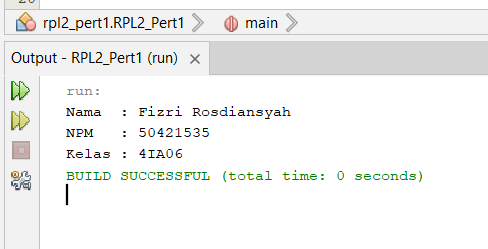 rpl2_pert1.RPL2_Pert1 main
Output - RPL2_Pert1 (run) ×
run:
Nama : Fizri Rosdiansyah
NPM : 50421535
Kelas : 4IA06
BUILD SUCCESSFUL (total time: 0 seconds)